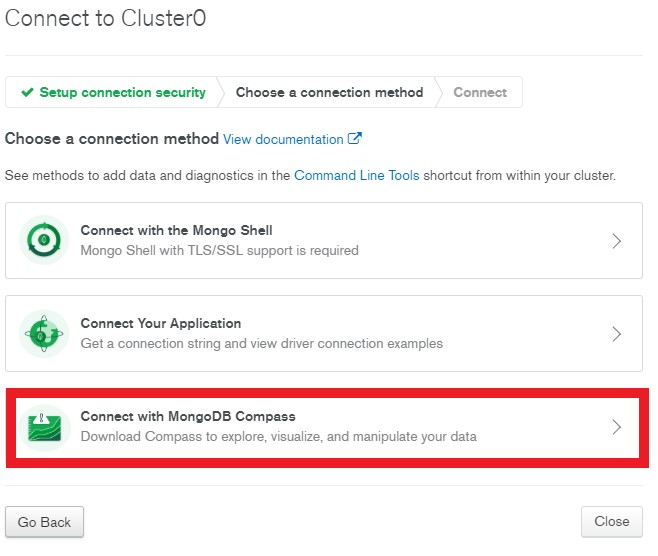 Connect to Cluster0
✔ Setup connection security
Choose a connection method
Connect
Choose a connection method View documentation
See methods to add data and diagnostics in the Command Line Tools shortcut from within your cluster.
Connect with the Mongo Shell
Mongo Shell with TLS/SSL support is required
Connect Your Application
Get a connection string and view driver connection examples
Connect with MongoDB Compass
Download Compass to explore, visualize, and manipulate your data
Go Back
Close